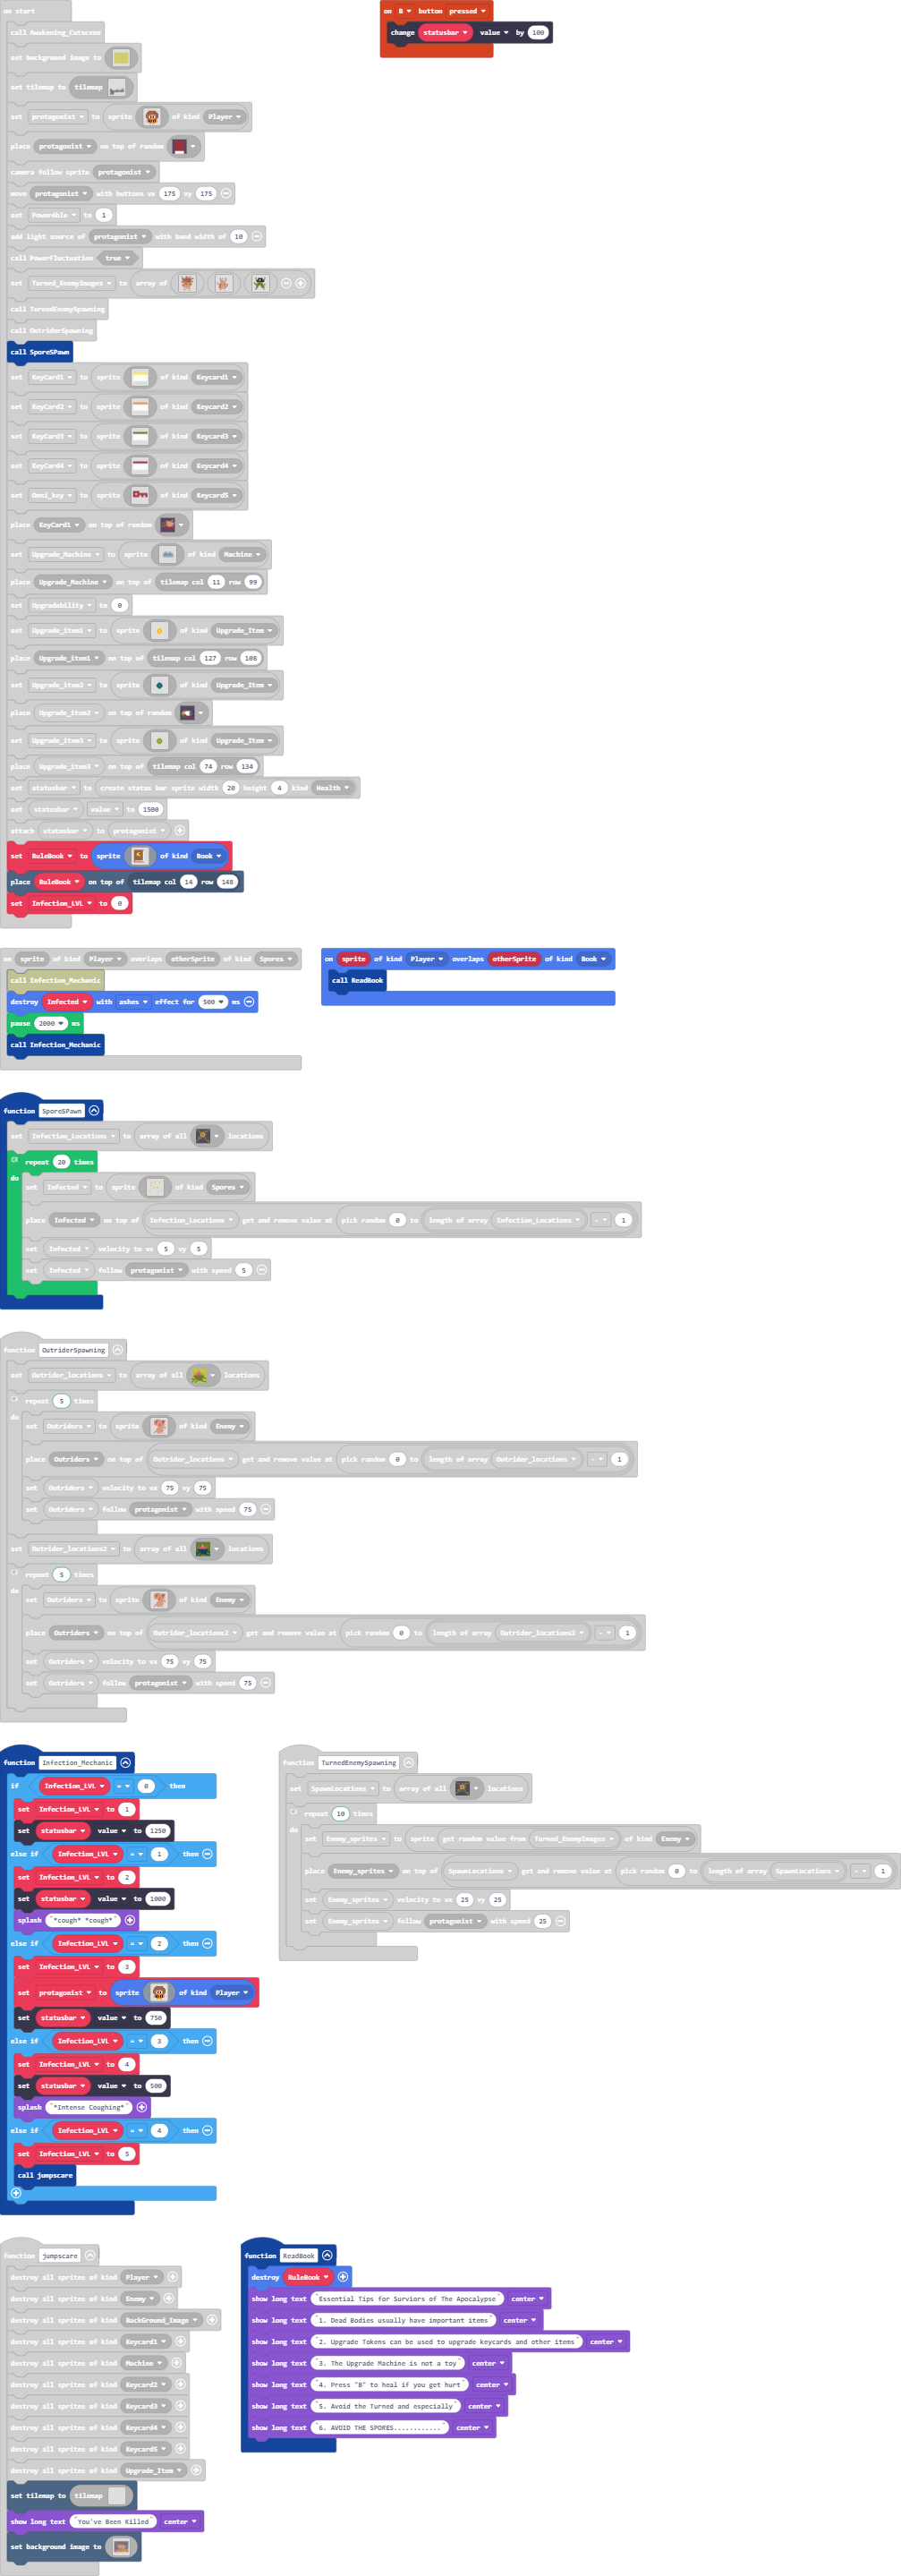 on start
call Awakening_Cutscene
set background image to
set tilemap to tilemap
set protagonist to sprite of kind Player
place protagonist on top of random
camera follow sprite protagonist
move protagonist with buttons vx 175 vy 175
set PowerAble to 1
add light source of protagonist with band width of 10
call PowerFluctuation true
set Turned_EnemyImages to array of
call TurnedEnemySpawning
call OutriderSpawning
call SporeSPawn
set KeyCard1 to sprite of kind Keycard1
set KeyCard2 to sprite of kind Keycard2
set KeyCard3 to sprite of kind Keycard3
set KeyCard4 to sprite of kind Keycard4
set Omni_key to sprite of kind Keycard5
place KeyCard1 on top of random
set Upgrade_Machine to sprite of kind Machine
place Upgrade_Machine on top of tilemap col 11 row 99
set Upgradability to 0
set Upgrade_item1 to sprite of kind Upgrade_Item
place Upgrade_item1 on top of tilemap col 127 row 108
set Upgrade_item2 to sprite of kind Upgrade_Item
place Upgrade_item2 on top of random
set Upgrade_item3 to sprite of kind Upgrade_Item
place Upgrade_item3 on top of tilemap col 74 row 134
set statusbar to create status bar sprite width 20 height 4 kind Health
set statusbar value to 1500
attach statusbar to protagonist
set RuleBook to sprite of kind Book
place RuleBook on top of tilemap col 14 row 148
set Infection_LVL to 0
on B button pressed
change statusbar value by 100
on sprite of kind Player overlaps otherSprite of kind Spores
call Infection_Mechanic
destroy Infected with ashes effect for 500 ms
pause 2000 ms
call Infection_Mechanic
on sprite of kind Player overlaps otherSprite of kind Book
call ReadBook
function SporeSPawn
set Infection_Locations to array of all locations
repeat 20 times
do
set Infected to sprite of kind Spores
place Infected on top of Infection_Locations get and remove value at pick random 0 to length of array Infection_Locations - 1
set Infected velocity to vx 5 vy 5
set Infected follow protagonist with speed 5
function OutriderSpawning
set Outrider_locations to array of all locations
repeat 5 times
do
set Outriders to sprite of kind Enemy
place Outriders on top of Outrider_locations get and remove value at pick random 0 to length of array Outrider_locations - 1
set Outriders velocity to vx 75 vy 75
set Outriders follow protagonist with speed 75
set Outrider_locations2 to array of all locations
repeat 5 times
do
set Outriders to sprite of kind Enemy
place Outriders on top of Outrider_locations2 get and remove value at pick random 0 to length of array Outrider_locations2 - 1
set Outriders velocity to vx 75 vy 75
set Outriders follow protagonist with speed 75
function Infection_Mechanic
if Infection_LVL = 0 then
set Infection_LVL to 1
set statusbar value to 1250
else if Infection_LVL = 1 then
set Infection_LVL to 2
set statusbar value to 1000
splash "*cough* *cough*"
else if Infection_LVL = 2 then
set Infection_LVL to 3
set protagonist to sprite of kind Player
set statusbar value to 750
else if Infection_LVL = 3 then
set Infection_LVL to 4
set statusbar value to 500
splash "*Intense Coughing*"
else if Infection_LVL = 4 then
set Infection_LVL to 5
call jumpscare
function TurnedEnemySpawning
set SpawnLocations to array of all locations
repeat 10 times
do
set Enemy_sprites to sprite get random value from Turned_EnemyImages of kind Enemy
place Enemy_sprites on top of SpawnLocations get and remove value at pick random 0 to length of array SpawnLocations - 1
set Enemy_sprites velocity to vx 25 vy 25
set Enemy_sprites follow protagonist with speed 25
function jumpscare
destroy all sprites of kind Player
destroy all sprites of kind Enemy
destroy all sprites of kind BackGround_Image
destroy all sprites of kind Keycard1
destroy all sprites of kind Machine
destroy all sprites of kind Keycard2
destroy all sprites of kind Keycard3
destroy all sprites of kind Keycard4
destroy all sprites of kind Keycard5
destroy all sprites of kind Upgrade_Item
set tilemap to tilemap
show long text "You've Been Killed" center
set background image to
function ReadBook
destroy RuleBook
show long text "Essential Tips for Surviors of The Apocalypse" center
show long text "1. Dead Bodies usually have important items" center
show long text "2. Upgrade Tokens can be used to upgrade keycards and other items" center
show long text "3. The Upgrade Machine is not a toy" center
show long text "4. Press "B" to heal if you get hurt" center
show long text "5. Avoid the Turned and especially" center
show long text "6. AVOID THE SPORES............" center